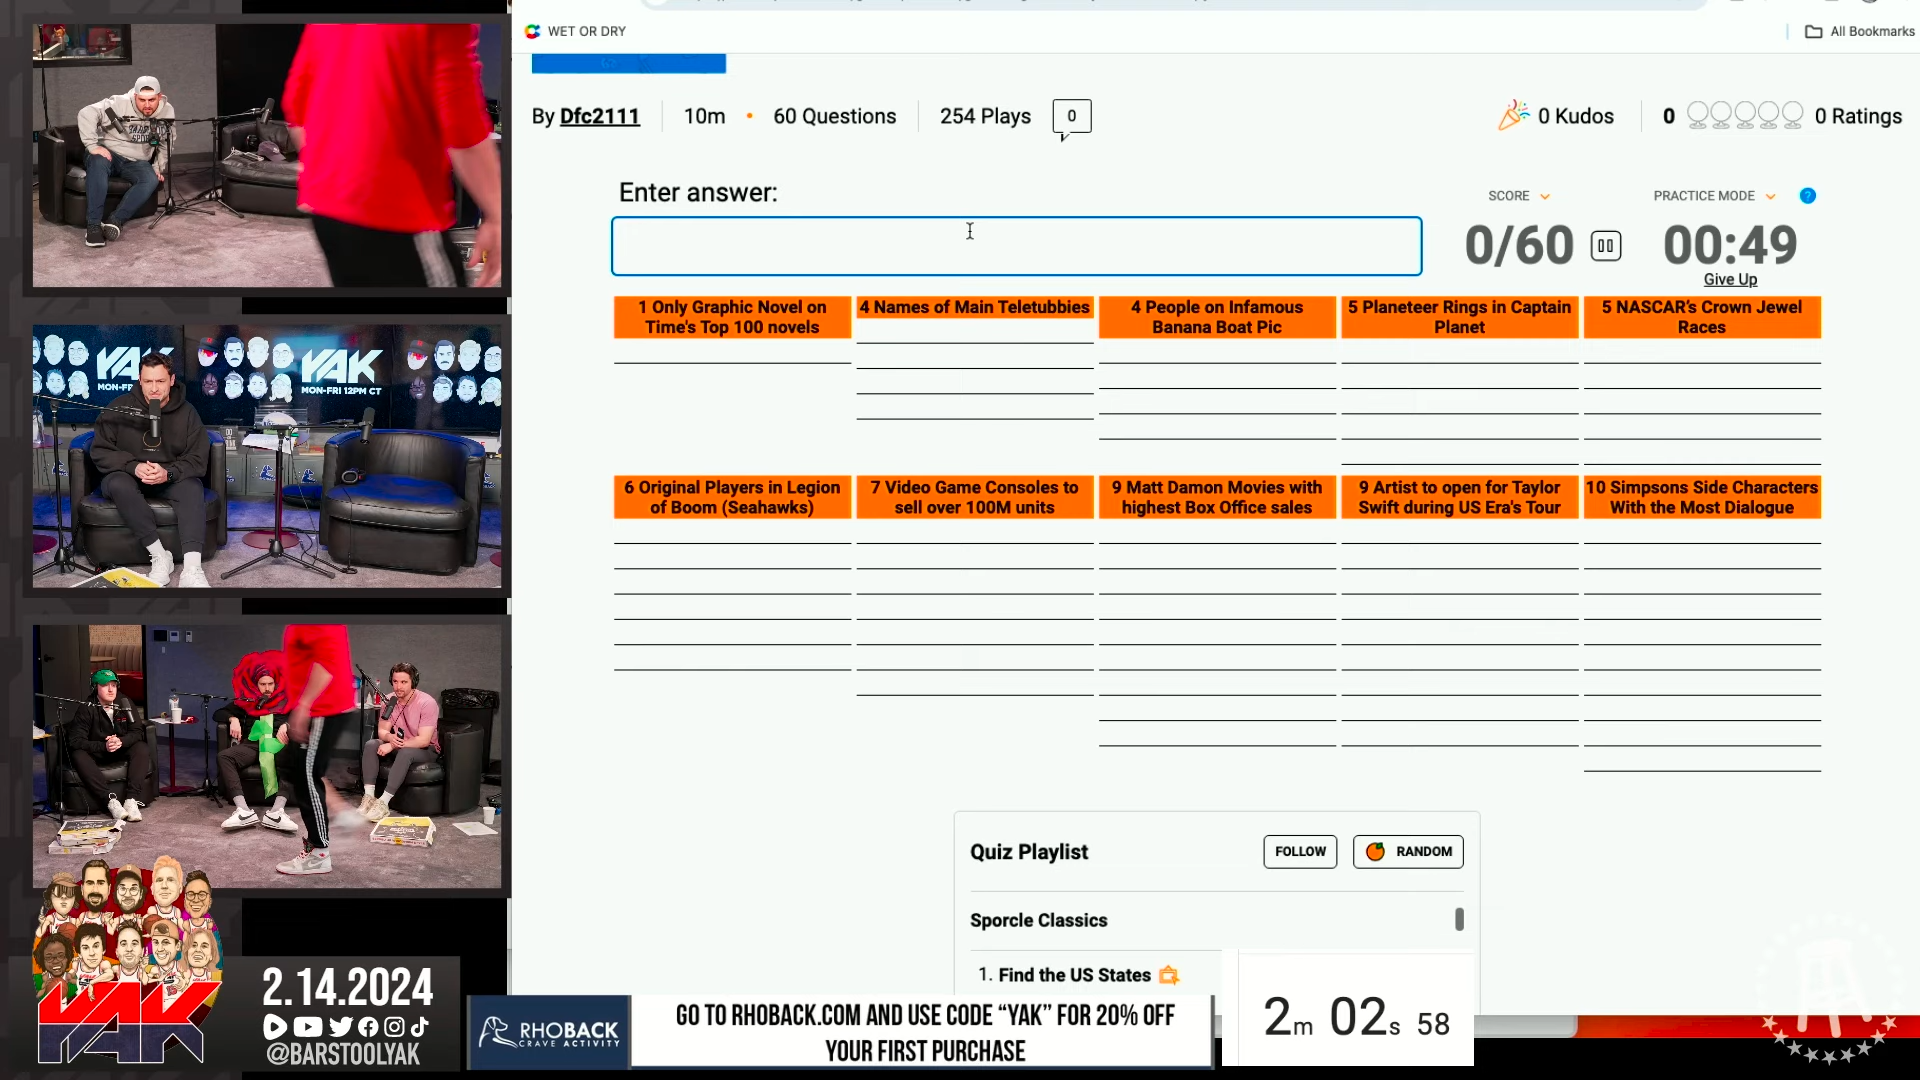 WET OR DRY
All Bookmarks
By Dfc2111
10m • 60 Questions
254 Plays
0
0 Kudos
0
0 Ratings
Enter answer:
SCORE
PRACTICE MODE
?
0/60
00:49
Give Up
1 Only Graphic Novel on
Time's Top 100 novels
4 Names of Main Teletubbies
4 People on Infamous
Banana Boat Pic
5 Planeteer Rings in Captain
Planet
5 NASCAR's Crown Jewel
Races
6 Original Players in Legion
of Boom (Seahawks)
7 Video Game Consoles to
sell over 100M units
9 Matt Damon Movies with
highest Box Office sales
9 Artist to open for Taylor
Swift during US Era's Tour
10 Simpsons Side Characters
With the Most Dialogue
Quiz Playlist
FOLLOW
RANDOM
Sporcle Classics
1. Find the US States
2m 02s 58
YAK
MON-FR
YAK
MON-FRI 12PM CT
YAK
2.14.2024
@BARSTOOLYAK
RHOBACK
CRAVE ACTIVITY
GO TO RHOBACK.COM AND USE CODE “YAK” FOR 20% OFF
YOUR FIRST PURCHASE